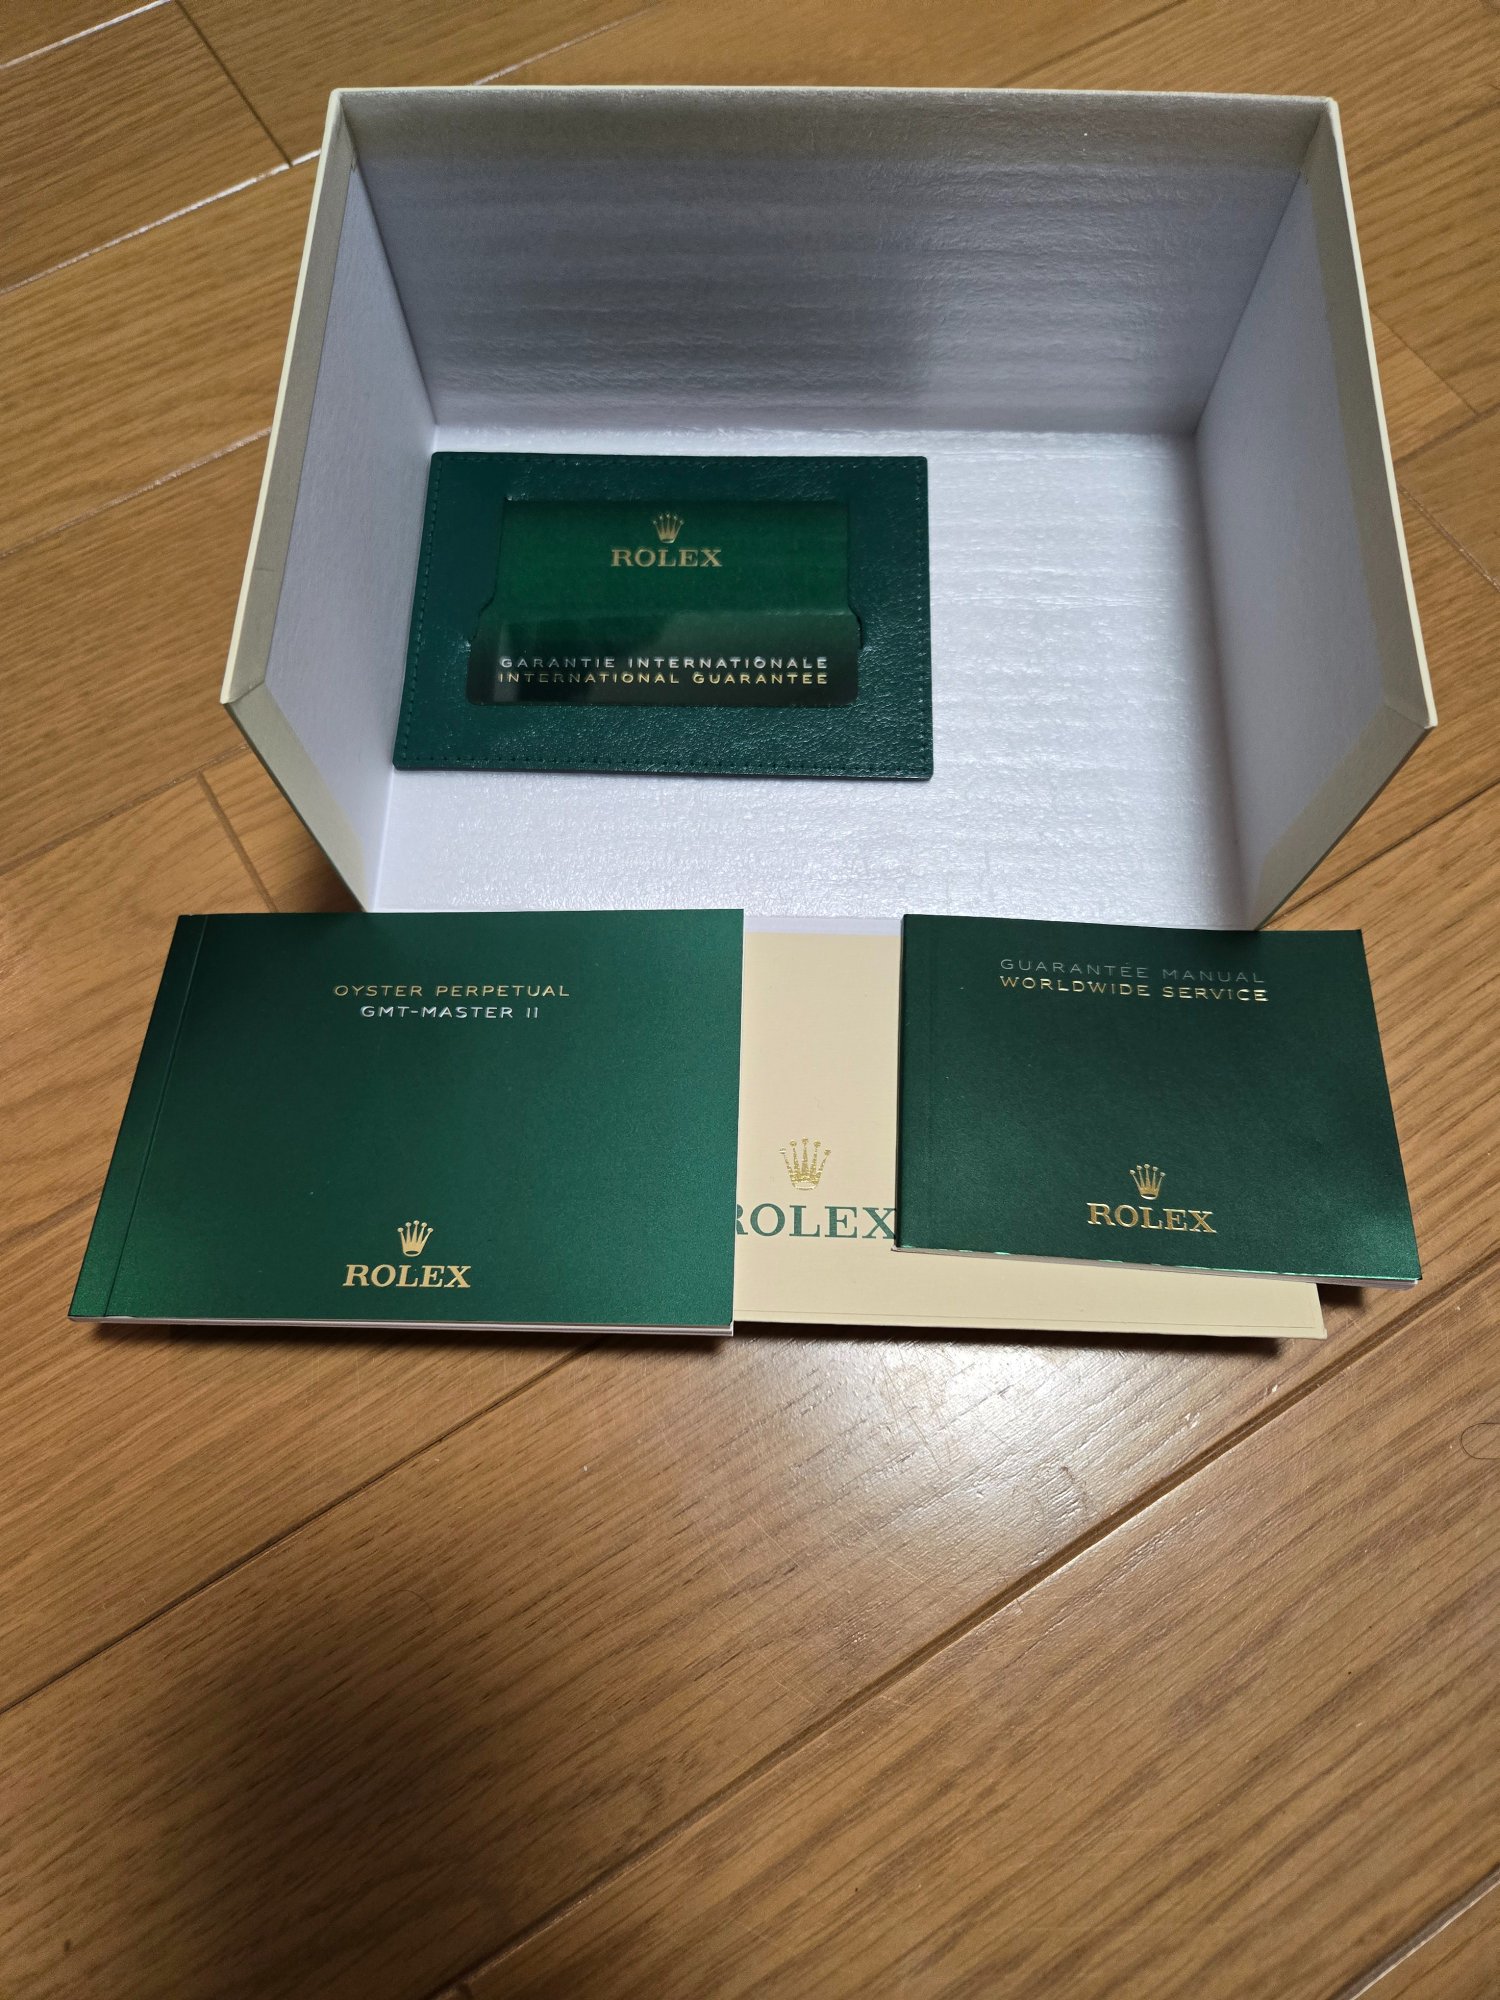 ROLEX
GARANTIE INTERNATIONALE
INTERNATIONAL GUARANTEE
OYSTER PERPETUAL
GMT-MASTER II
ROLEX
ROLEX
GUARANTEE MANUAL
WORLDWIDE SERVICE
ROLEX